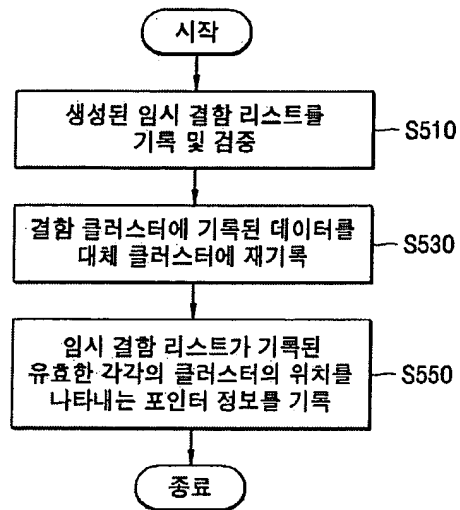 시작
생성된 임시 결함 리스트를
기록 및 검증
S510
결함 클러스터에 기록된 데이터를
대체 클러스터에 재기록
S530
임시 결함 리스트가 기록된
유효한 각각의 클러스터의 위치를
나타내는 포인터 정보를 기록
S550
종료